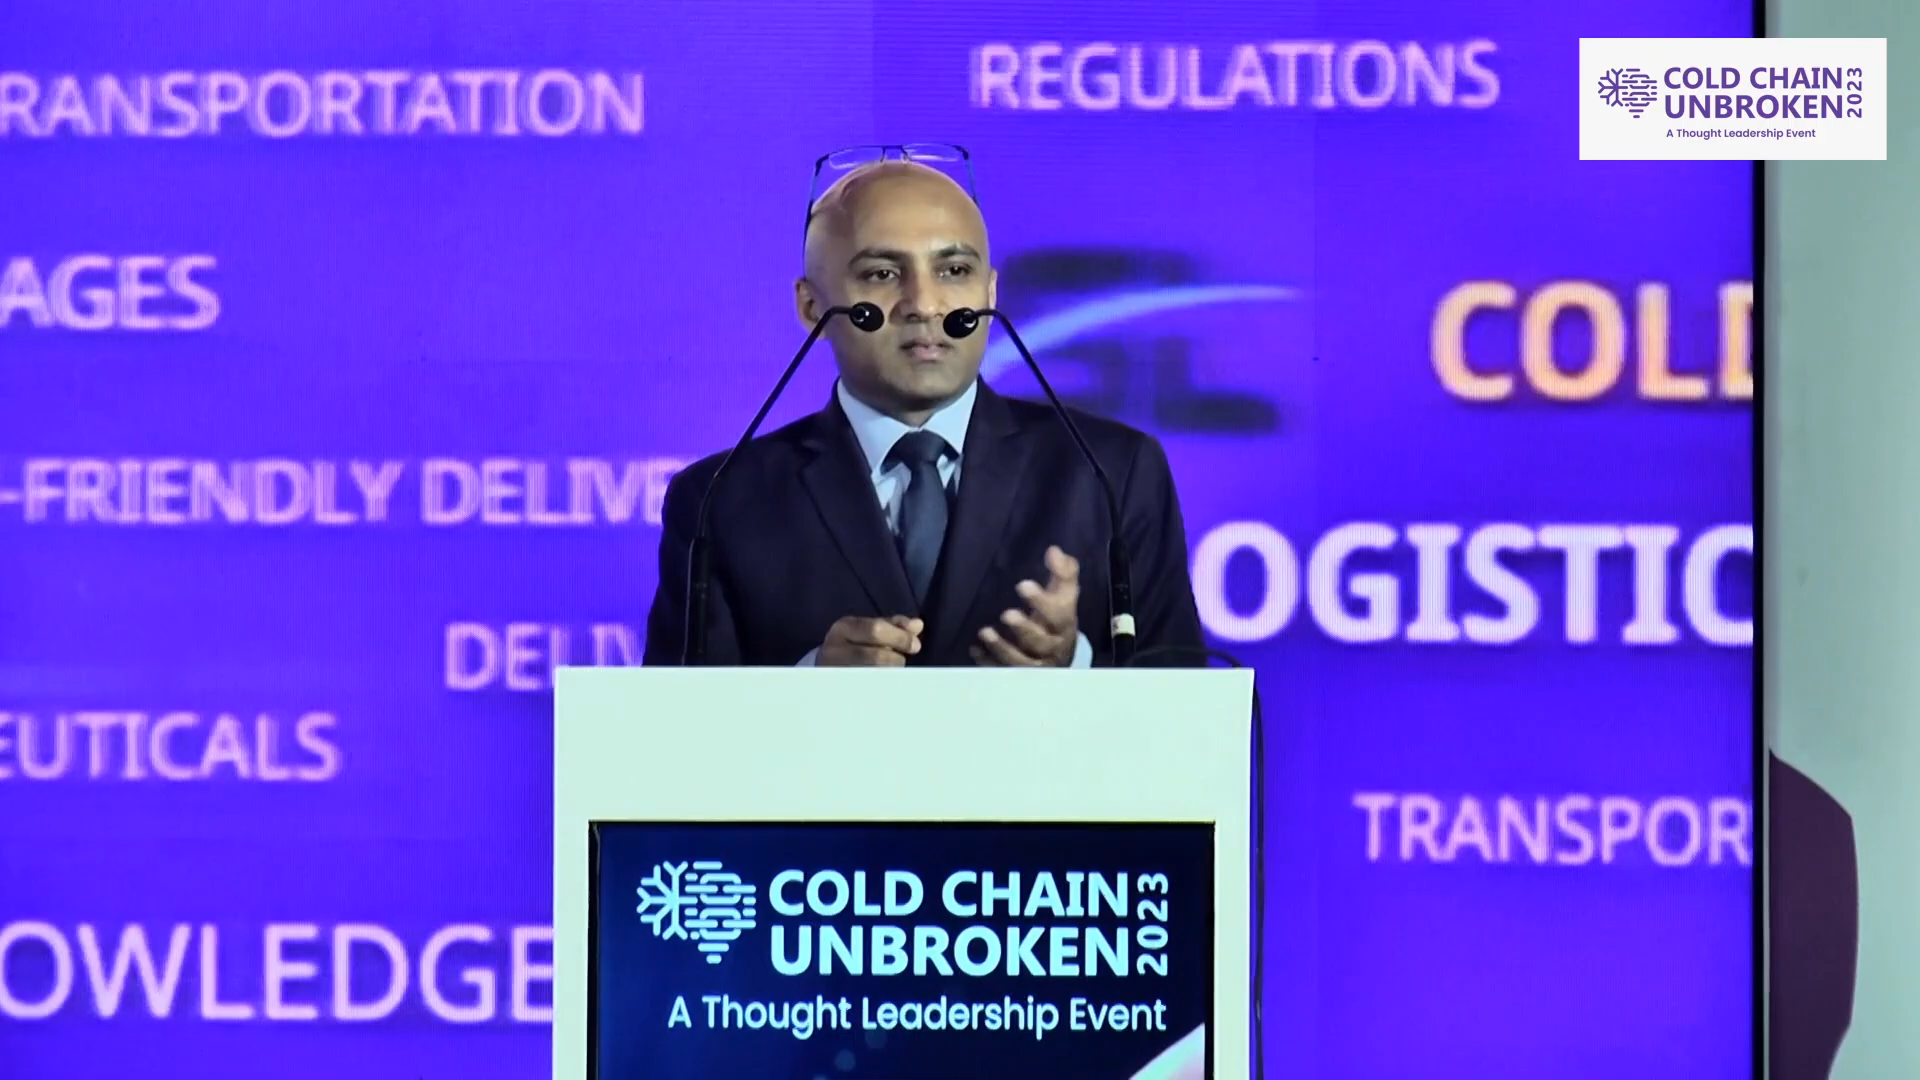 RANSPORTATION
REGULATIONS
COLD CHAIN
UNBROKEN
2023
A Thought Leadership Event
AGES
COLD
-FRIENDLY DELIVE
OGISTIC
DELIV
EUTICALS
TRANSPOR
OWLEDGE
COLD CHAIN
UNBROKEN
2023
A Thought Leadership Event